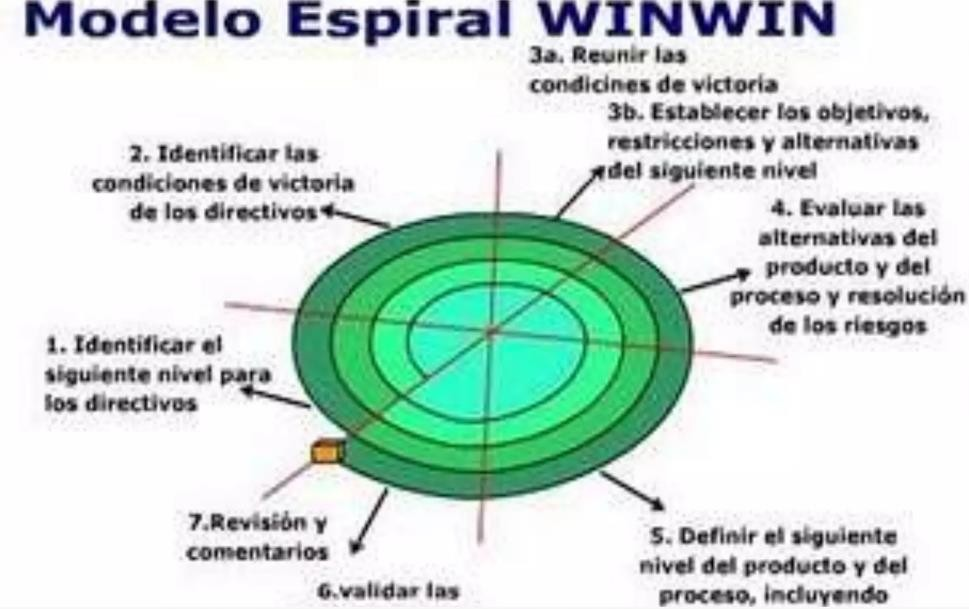 Modelo Espiral WINWIN
3a. Reunir las
condicines de victoria
3b. Establecer los objetivos,
restricciones y alternativas
del siguiente nivel
2. Identificar las
condiciones de victoria
de los directivos
4. Evaluar las
alternativas del
producto y del
proceso y resolución
de los riesgos
1. Identificar el
siguiente nivel para
los directivos
7.Revisión y
comentarios
6.validar las
5. Definir el siguiente
nivel del producto y del
proceso, incluyendo